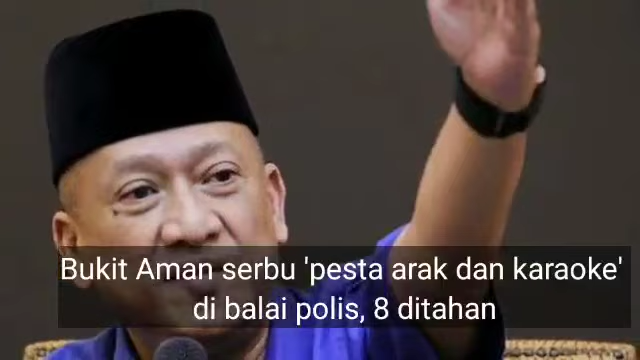 Bukit Aman serbu 'pesta arak dan karaoke'
di balai polis, 8 ditahan